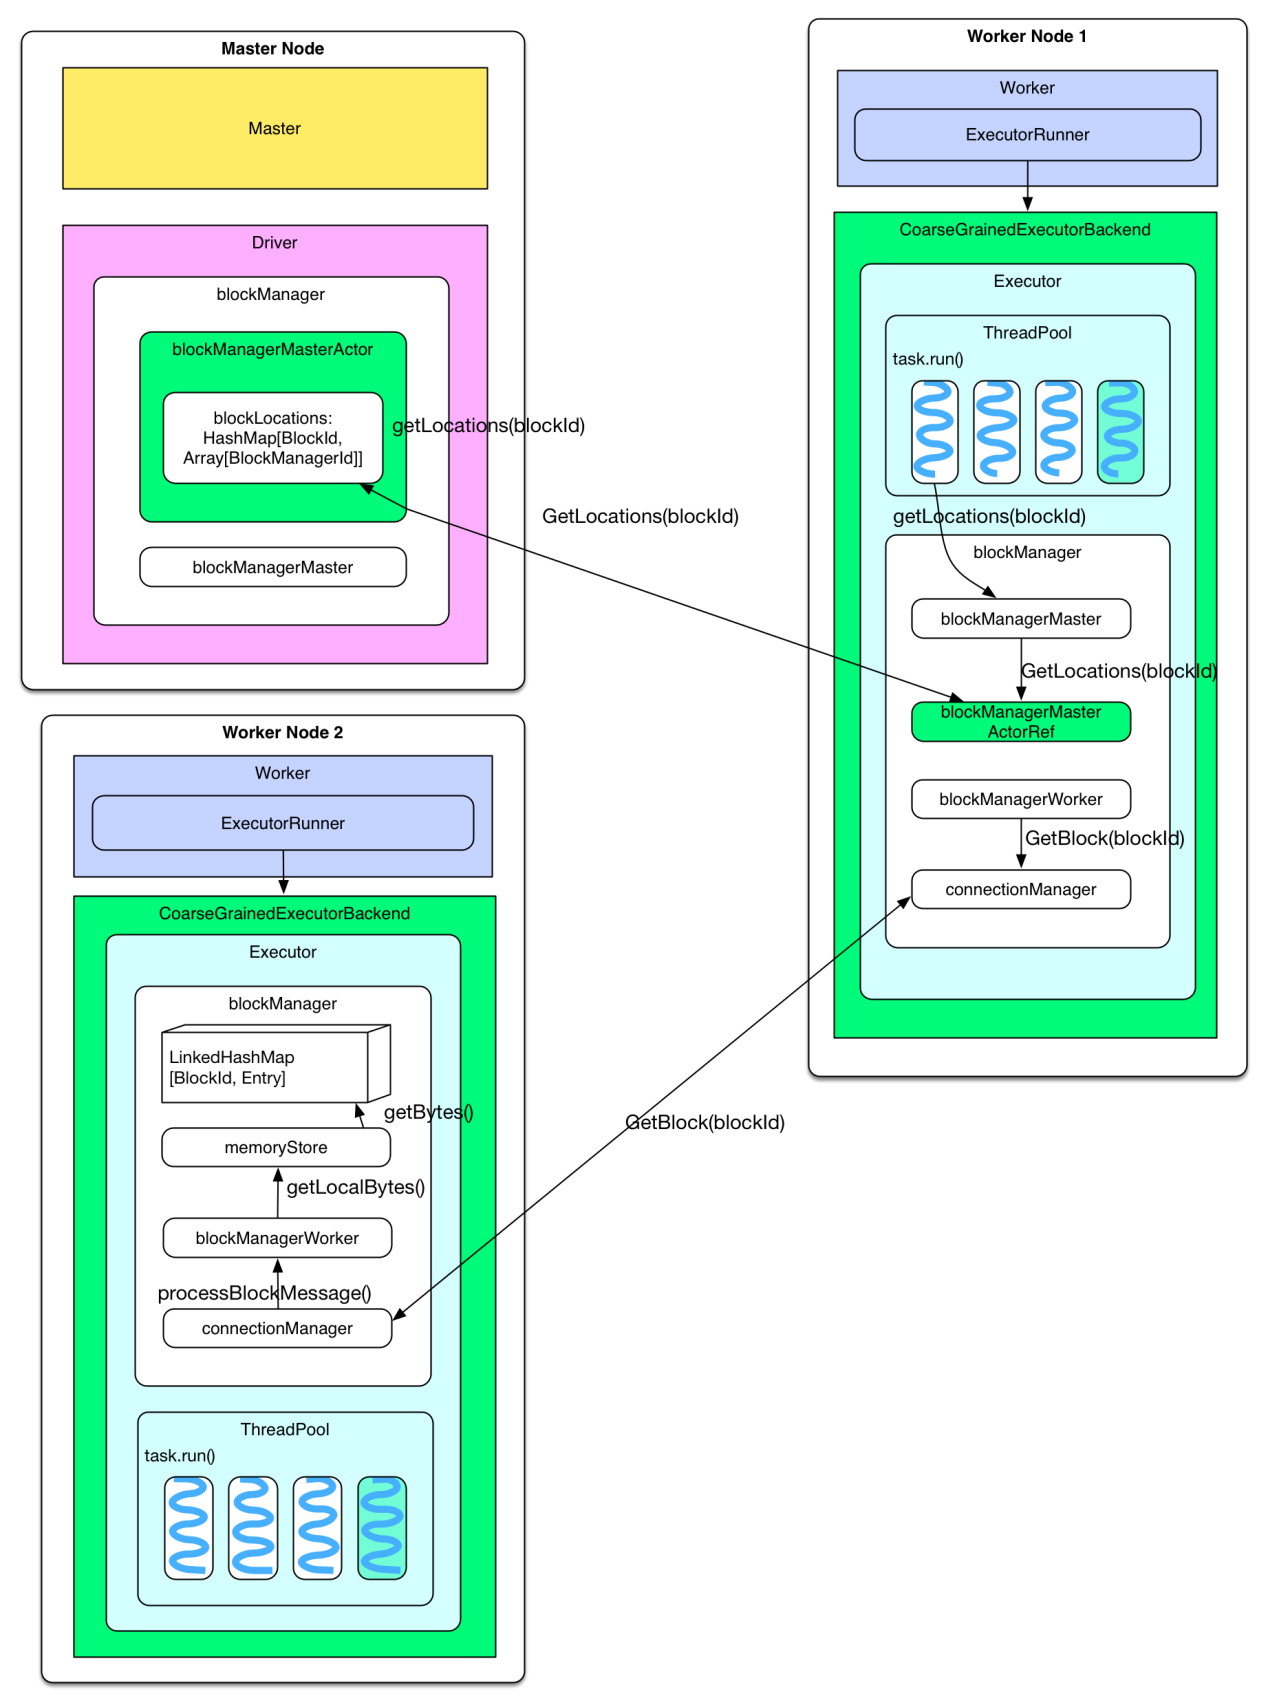 Master Node
Master
Driver
blockManager
blockManagerMasterActor
blockLocations:
HashMap[BlockId,
Array[BlockManagerId]]
getLocations(blockId)
blockManagerMaster
GetLocations(blockId)
Worker Node 1
Worker
ExecutorRunner
CoarseGrainedExecutorBackend
Executor
ThreadPool
task.run()
getLocations(blockId)
blockManager
blockManagerMaster
GetLocations(blockId)
blockManagerMaster
ActorRef
blockManagerWorker
GetBlock(blockId)
connectionManager
Worker Node 2
Worker
ExecutorRunner
CoarseGrainedExecutorBackend
Executor
blockManager
LinkedHashMap
[BlockId, Entry]
getBytes()
memoryStore
getLocalBytes()
blockManagerWorker
processBlockMessage()
connectionManager
GetBlock(blockId)
ThreadPool
task.run()